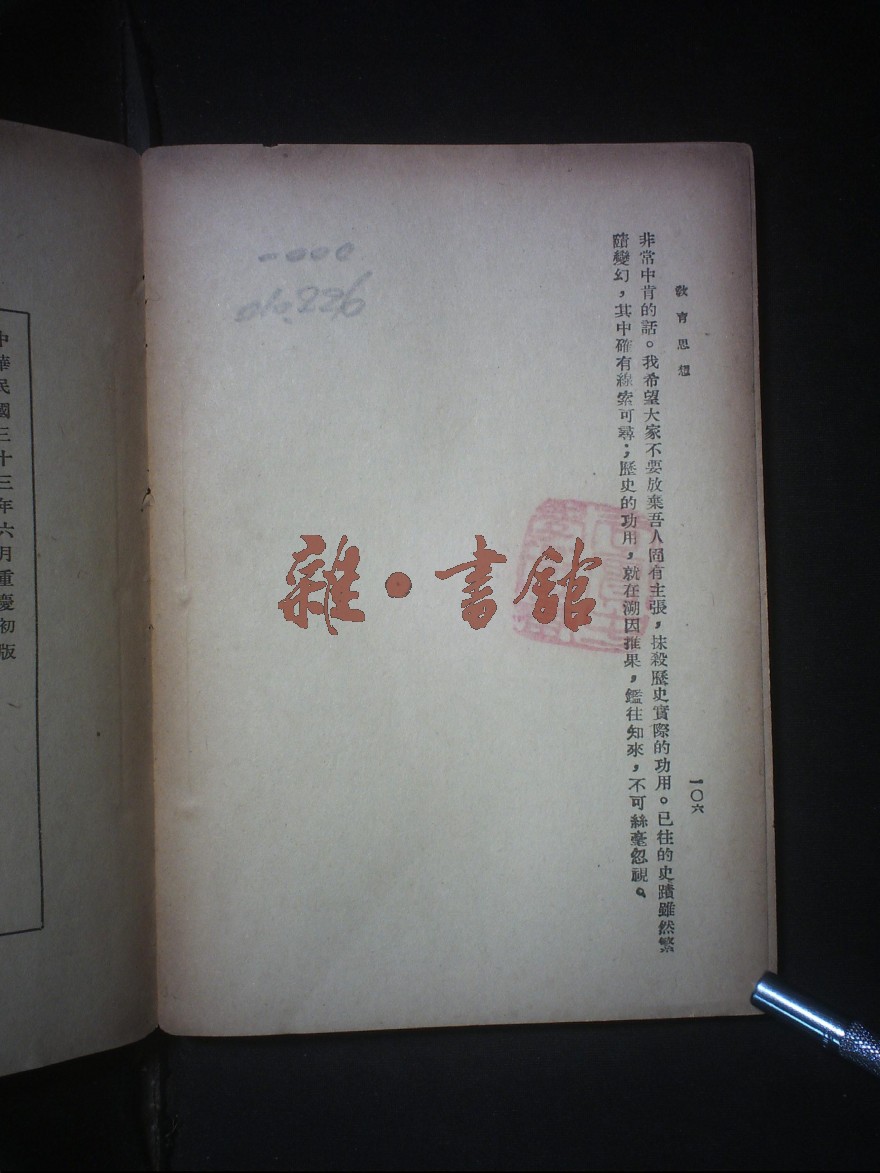 教育思想
一〇六
非常中肯的話。我希望大家不要放棄吾人固有主張，抹殺歷史實際的功用。已往的史蹟雖然繁
賾變幻，其中確有線索可尋；歷史的功用，就在溯因推果，鑑往知來，不可絲毫忽視。
雜·書館
中華民國三十三年六月重慶初版